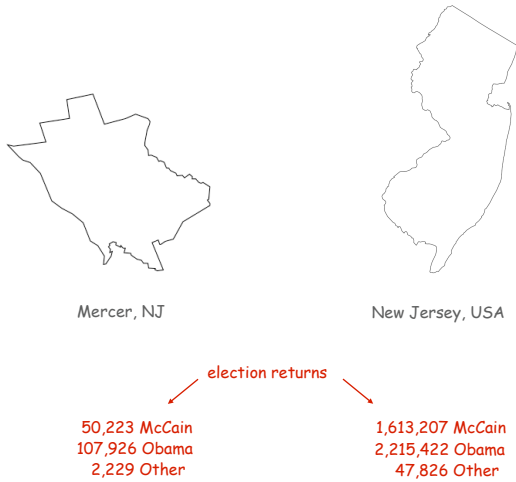 Mercer, NJ
New Jersey, USA
election returns
50,223 McCain
107,926 Obama
2,229 Other
1,613,207 McCain
2,215,422 Obama
47,826 Other